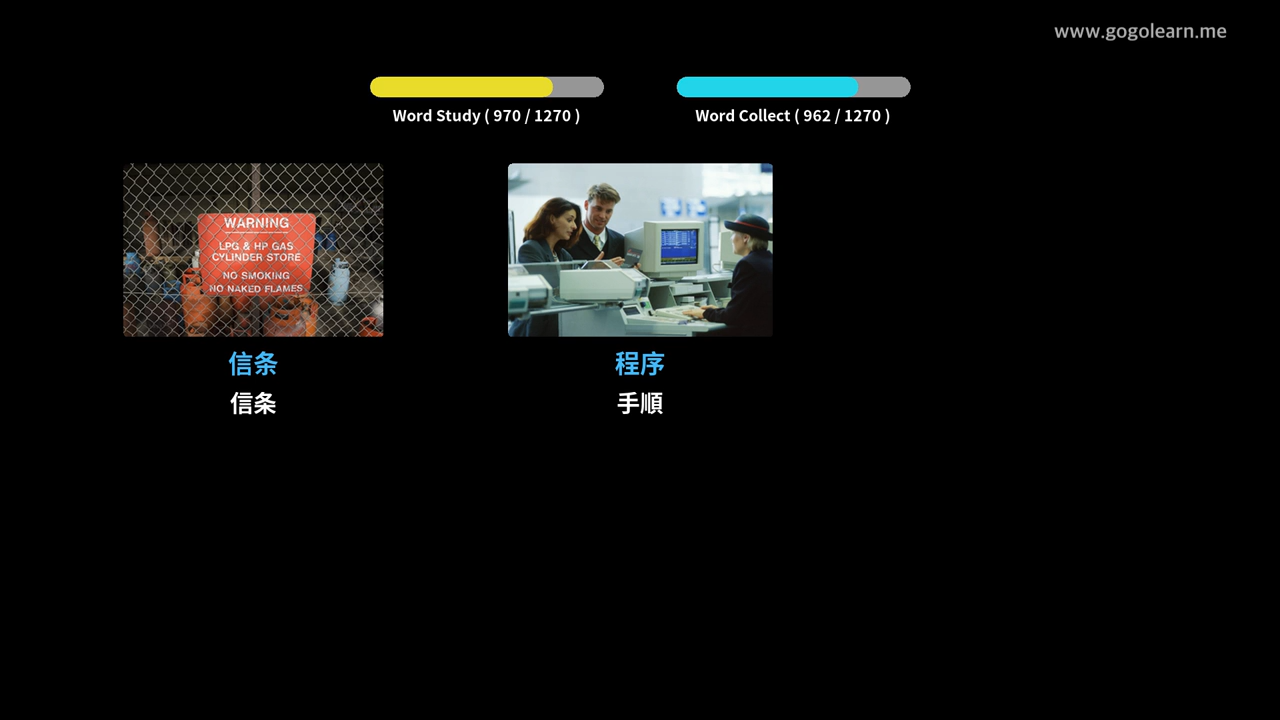 www.gogolearn.me
Word Study ( 970 / 1270 )
Word Collect ( 962 / 1270 )
WARNING
LPG & HP GAS
CYLINDER STORE
NO SMOKING
NO NAKED FLAMES
信条
信条
程序
手順